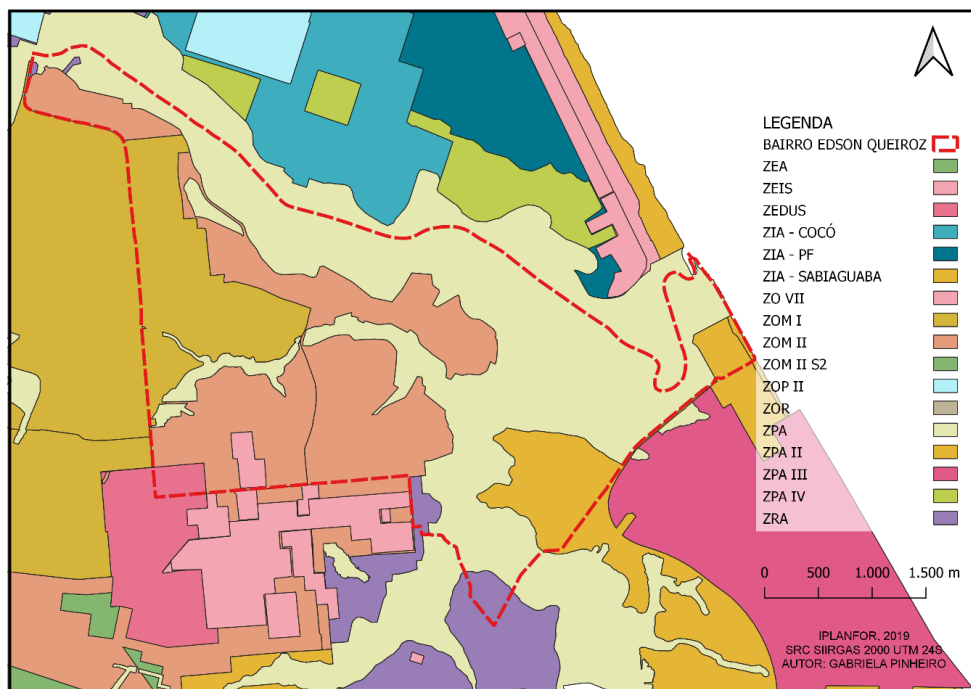 LEGENDA
BAIRRO EDSON QUEIROZ
ZEA
ZEIS
ZEDUS
ZIA - COCÓ
ZIA - PF
ZIA - SABIAGUABA
ZO VII
ZOM I
ZOM II
ZOM II S2
ZOP II
ZOR
ZPA
ZPA II
ZPA III
ZPA IV
ZRA
0 500 1.000 1.500 m
IPLANFOR, 2019
SRC SIIRGAS 2000 UTM 24S
AUTOR: GABRIELA PINHEIRO